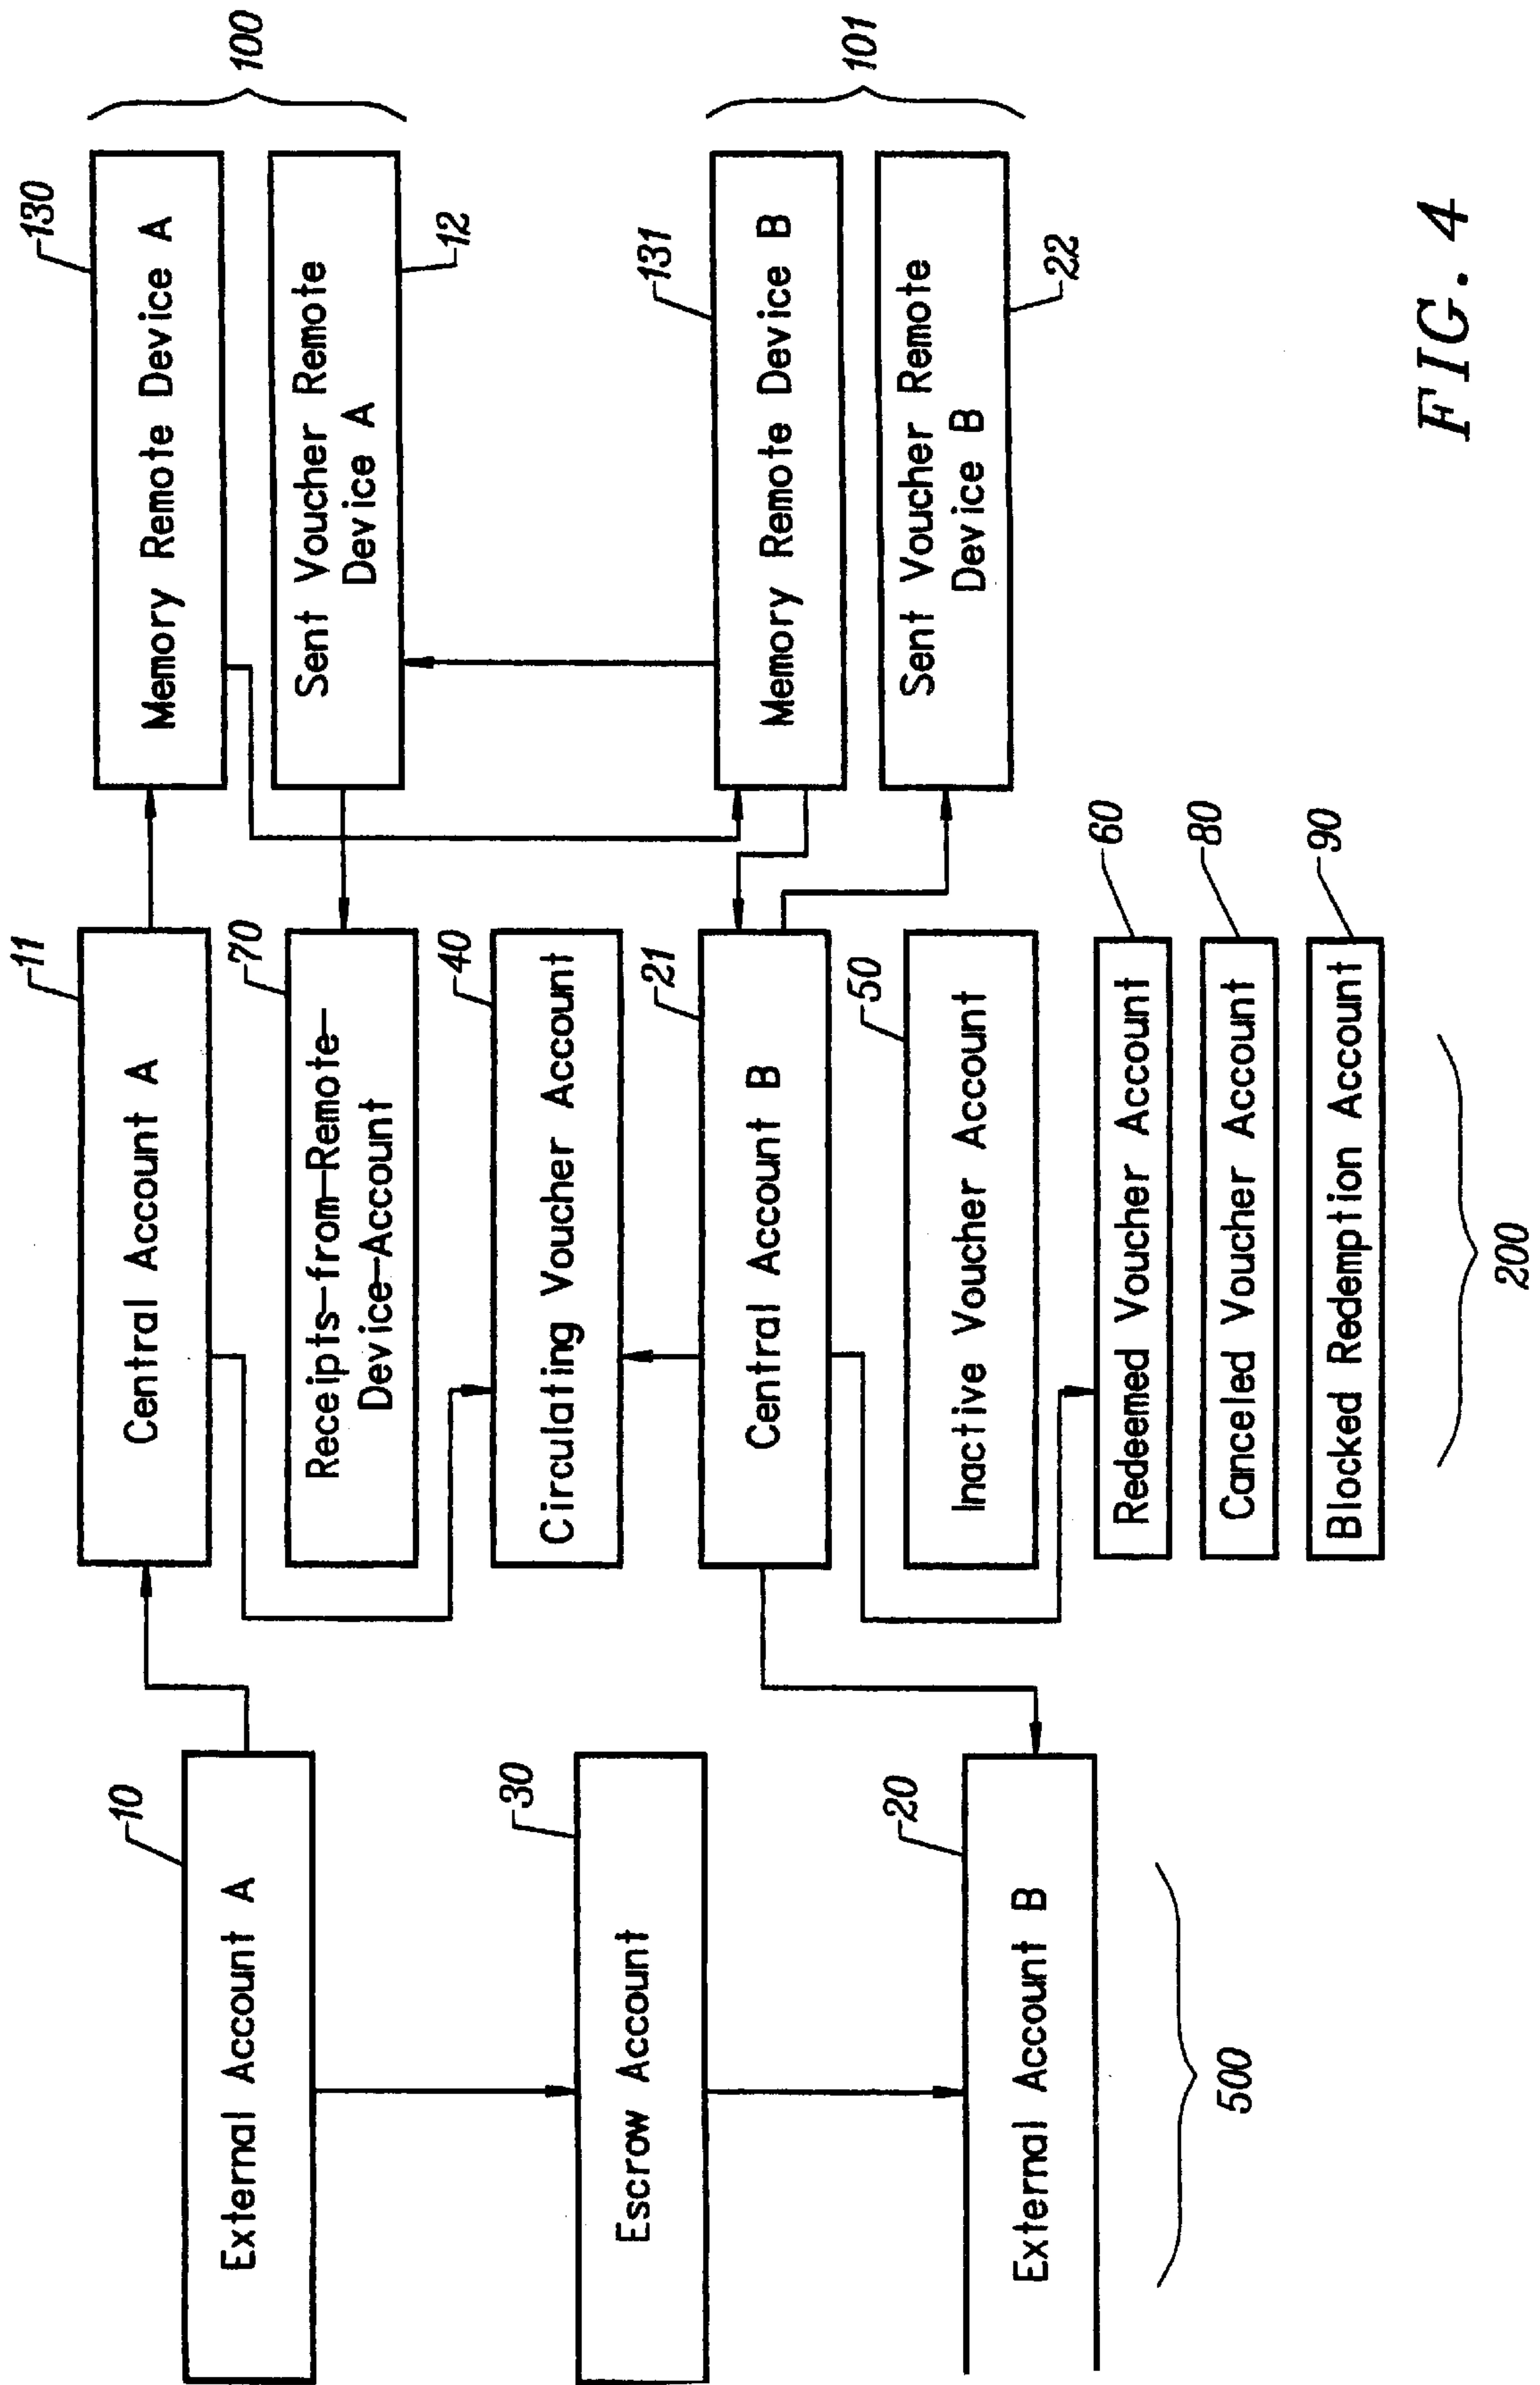 10
External Account A
30
Escrow Account
20
External Account B
500
11
Central Account A
70
Receipts-from-Remote-
Device-Account
40
Circulating Voucher Account
21
Central Account B
50
Inactive Voucher Account
60
Redeemed Voucher Account
80
Canceled Voucher Account
90
Blocked Redemption Account
200
130
Memory Remote Device A
12
Sent Voucher Remote
Device A
100
131
Memory Remote Device B
22
Sent Voucher Remote
Device B
101
FIG. 4